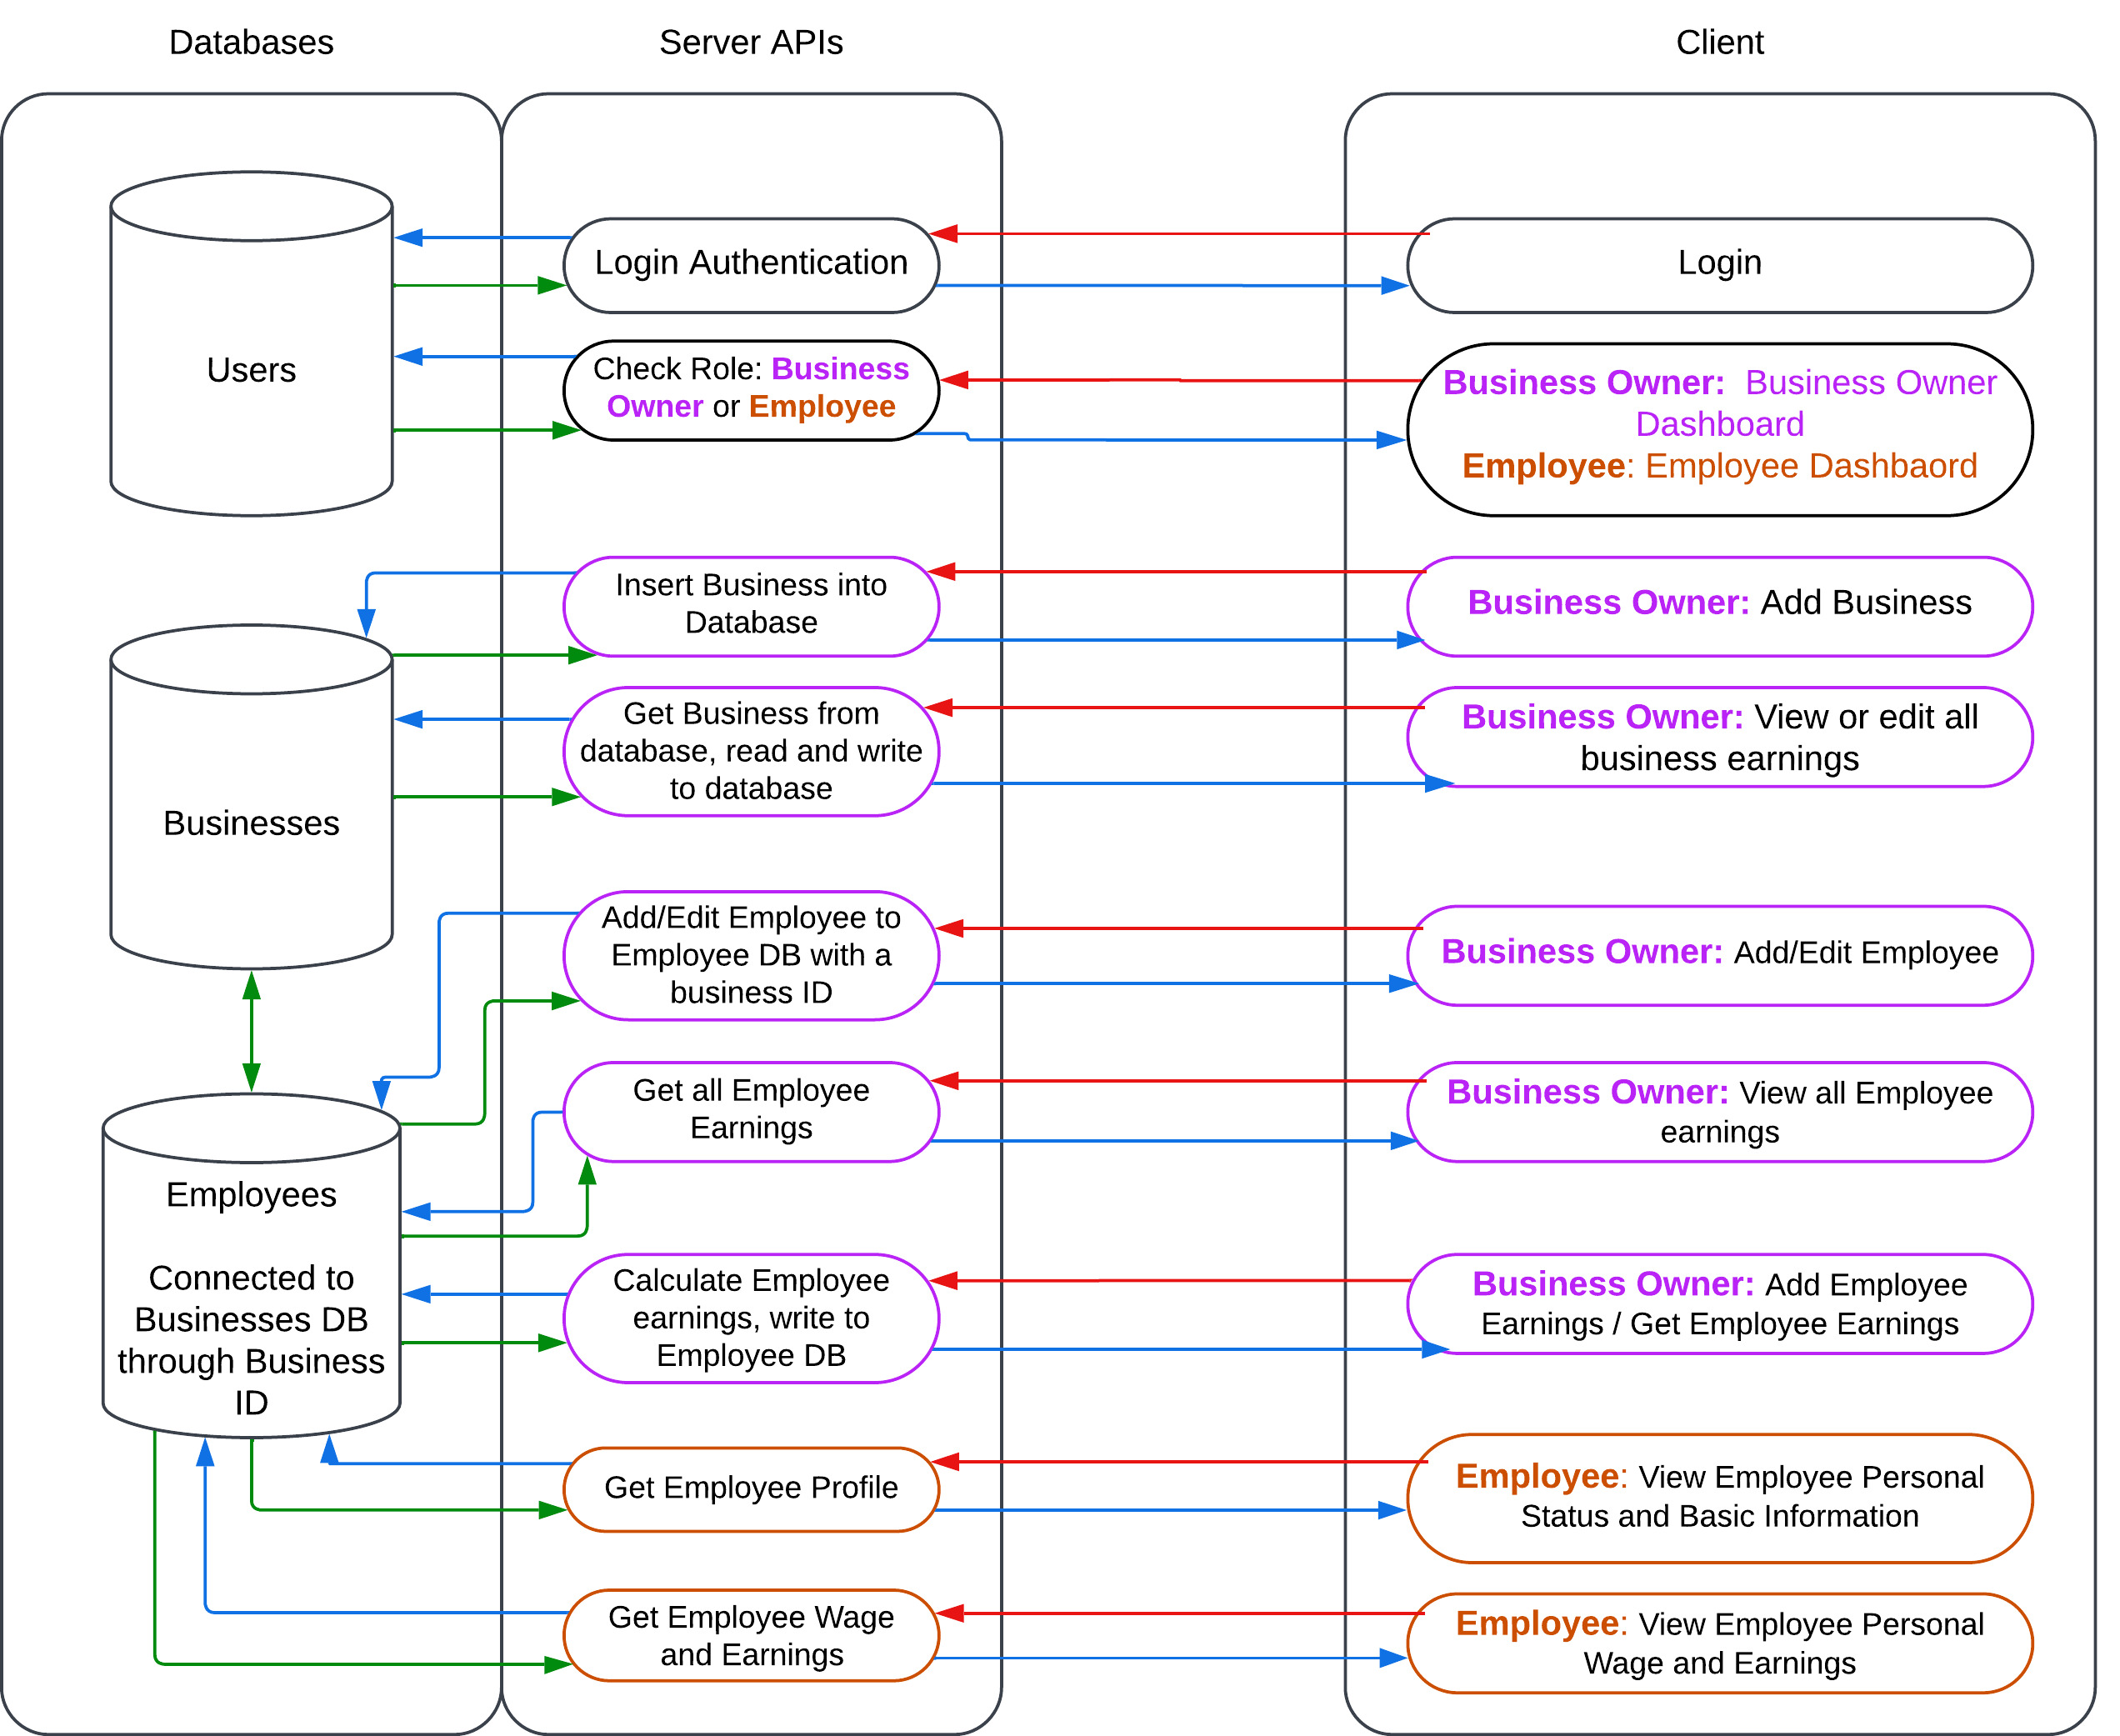 Databases
Server APIs
Client
Users
Login Authentication
Login
Check Role: Business
Owner or Employee
Business Owner:  Business Owner
Dashboard
Employee: Employee Dashbaord
Businesses
Insert Business into
Database
Business Owner: Add Business
Get Business from
database, read and write
to database
Business Owner: View or edit all
business earnings
Add/Edit Employee to
Employee DB with a
business ID
Business Owner: Add/Edit Employee
Employees
Connected to
Businesses DB
through Business
ID
Get all Employee
Earnings
Business Owner: View all Employee
earnings
Calculate Employee
earnings, write to
Employee DB
Business Owner: Add Employee
Earnings / Get Employee Earnings
Get Employee Profile
Employee: View Employee Personal
Status and Basic Information
Get Employee Wage
and Earnings
Employee: View Employee Personal
Wage and Earnings